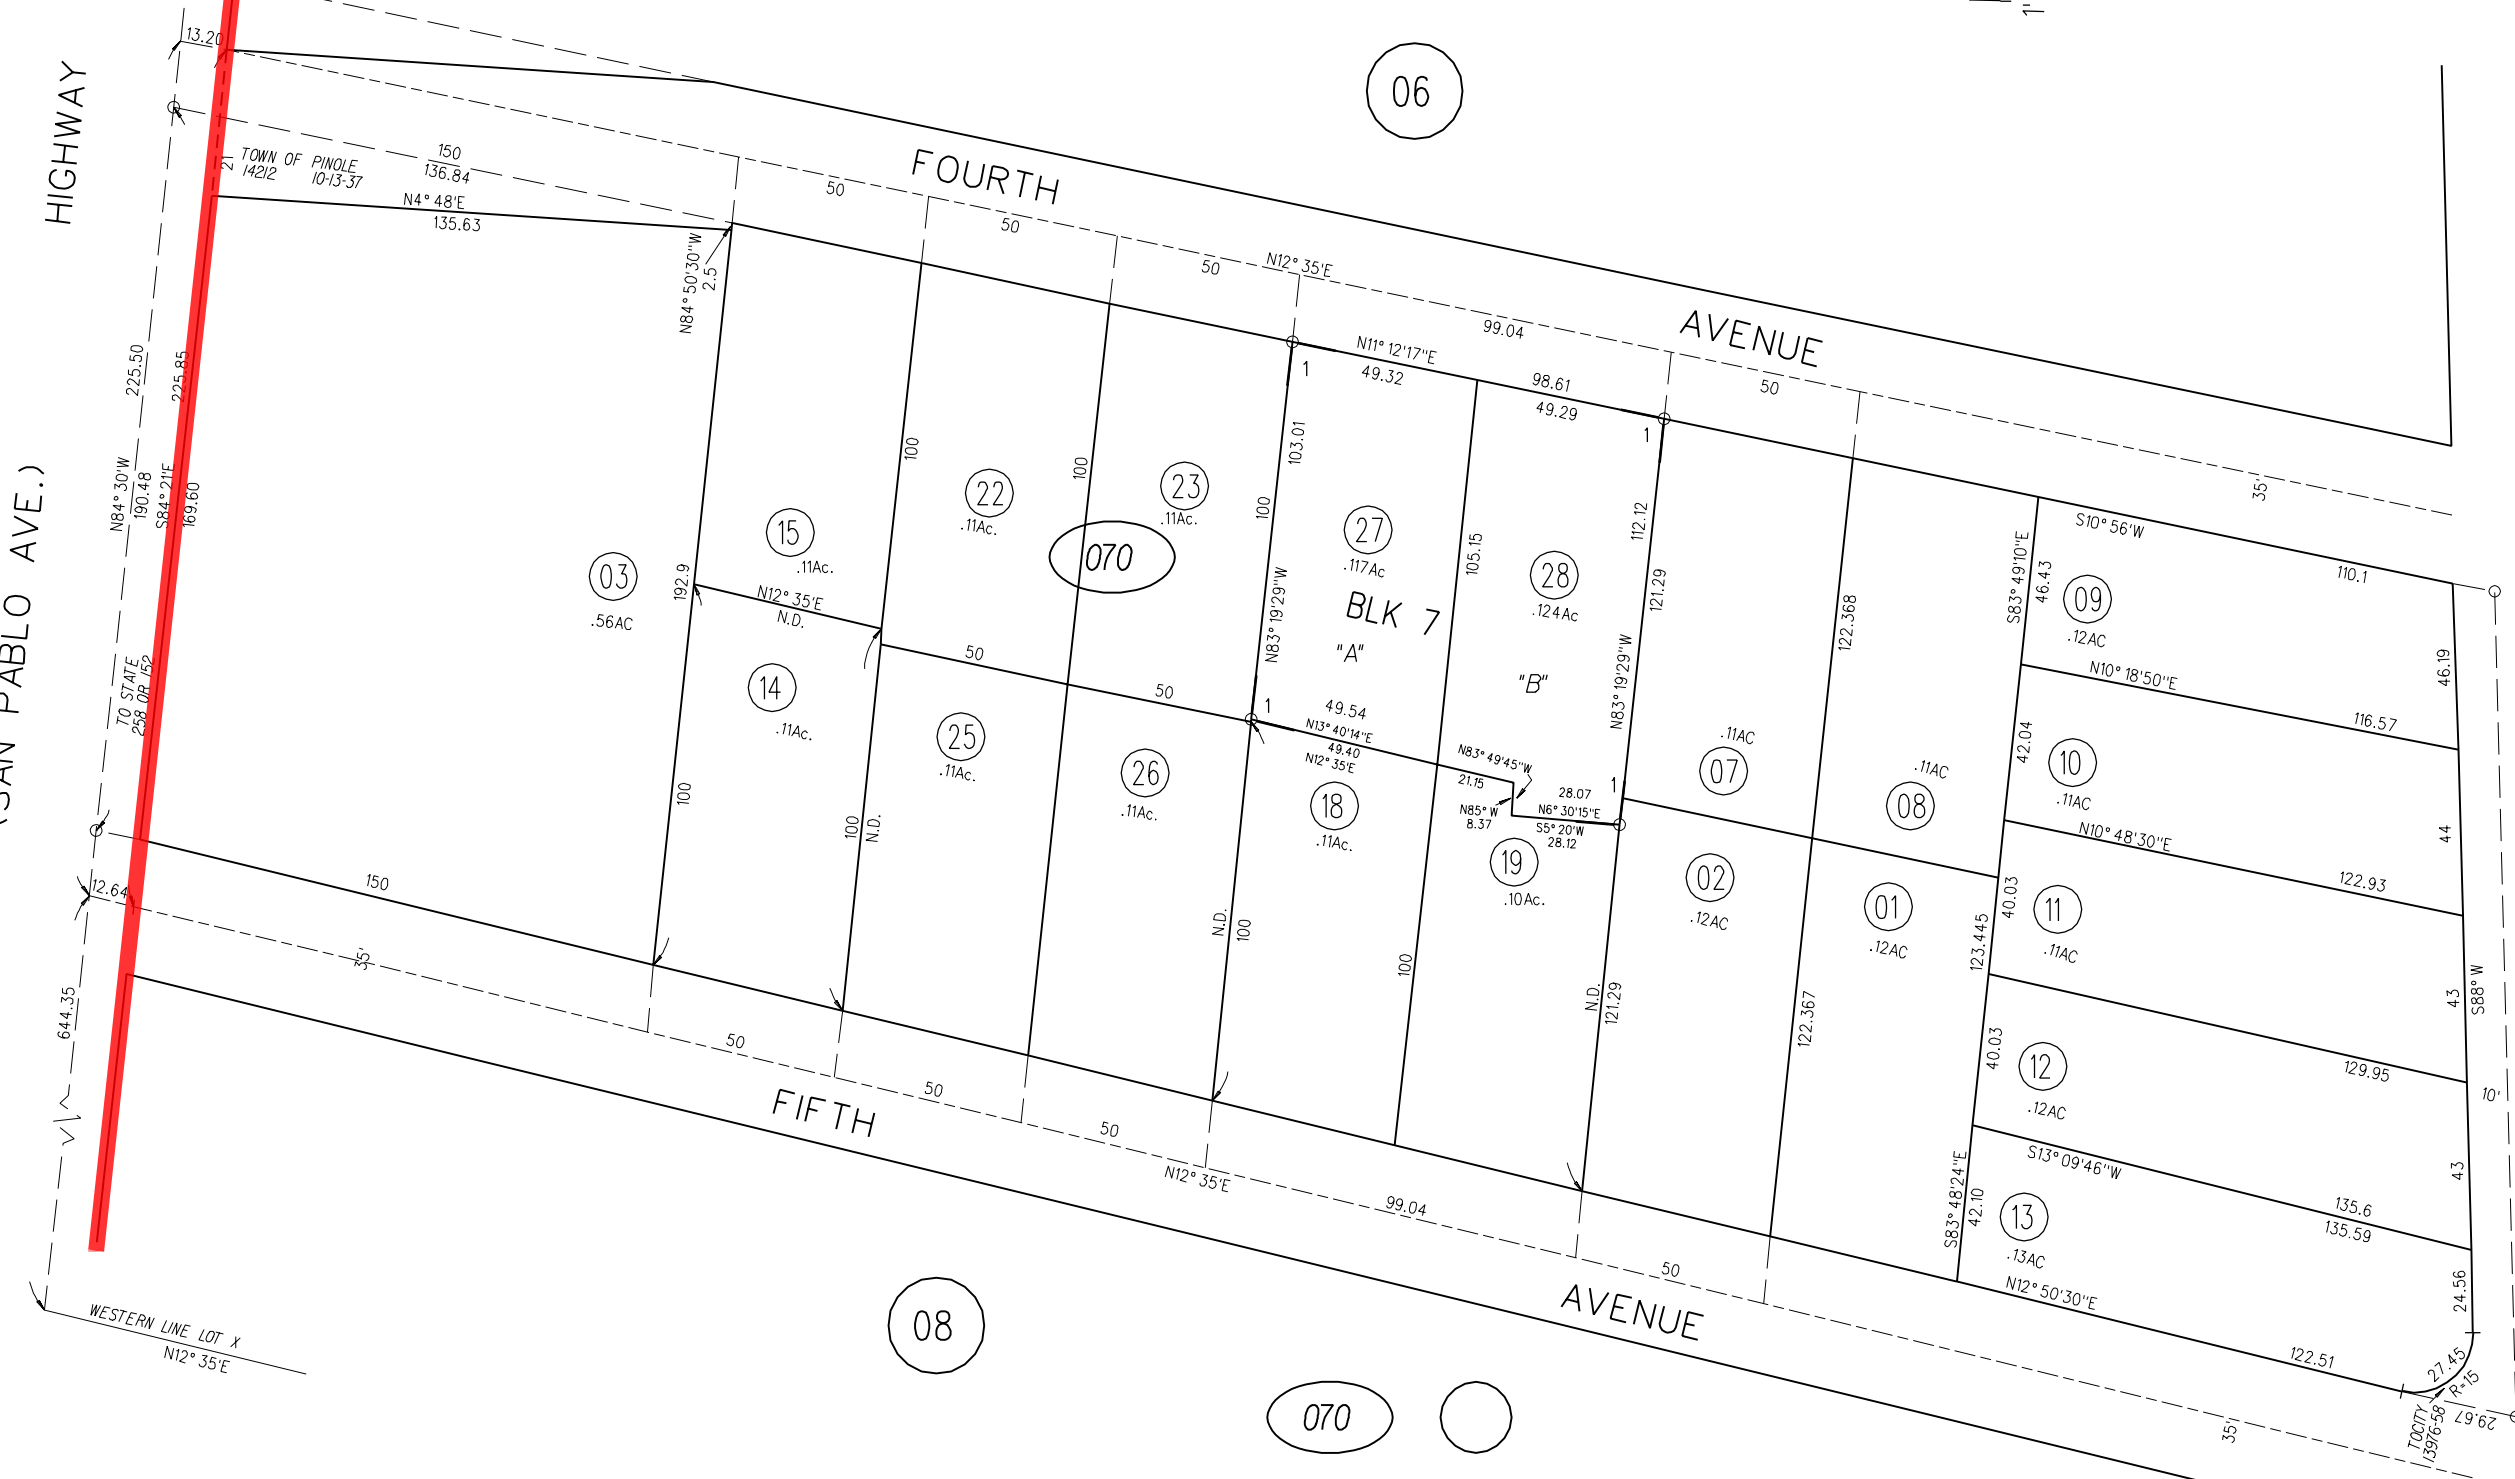 HIGHWAY
(SAN PABLO AVE.)
13.20
21
TOWN OF PINOLE
14212 10-13-37
150
136.84
N4°48'E
135.63
N84°50'30"W
2.5
06
FOURTH
AVENUE
50
50
50
N12°35'E
99.04
50
35'
225.50
225.85
N84°30'W
190.48
S84°21'E
169.60
TO STATE
258 OR 152
12.64
644.35
03
.56AC
192.9
150
35'
15
.11Ac.
N12°35'E
N.D.
14
.11Ac.
100
100
22
.11Ac.
100
070
23
.11Ac.
50
50
25
.11Ac.
100
N.D.
26
.11Ac.
1
N11°12'17"E
49.32
98.61
49.29
1
103.01
100
N83°19'29"W
27
.117Ac
BLK 7
"A"
105.15
28
.124Ac
"B"
112.12
121.29
N83°19'29"W
1
49.54
N13°40'14"E
49.40
N12°35'E
N83°49'45"W
21.15
N85°W
8.37
28.07
N6°30'15"E
S5°20'W
28.12
1
18
.11Ac.
N.D.
100
100
19
.10Ac.
.11AC
07
122.368
.11AC
08
02
.12AC
N.D.
121.29
122.367
01
.12AC
S10°56'W
110.1
S83°49'10"E
46.43
09
.12AC
46.19
N10°18'50"E
116.57
42.04
10
.11AC
44
N10°48'30"E
122.93
40.03
123.445
11
.11AC
43
S88°W
129.95
40.03
12
.12AC
10'
43
S13°09'46"W
135.6
135.59
S83°48'24"E
42.10
13
.13AC
24.56
N12°50'30"E
122.51
27.45
R=15
29.67
TOCITY
13976-58
35'
FIFTH
AVENUE
50
50
50
N12°35'E
99.04
50
WESTERN LINE LOT X
N12°35'E
08
070